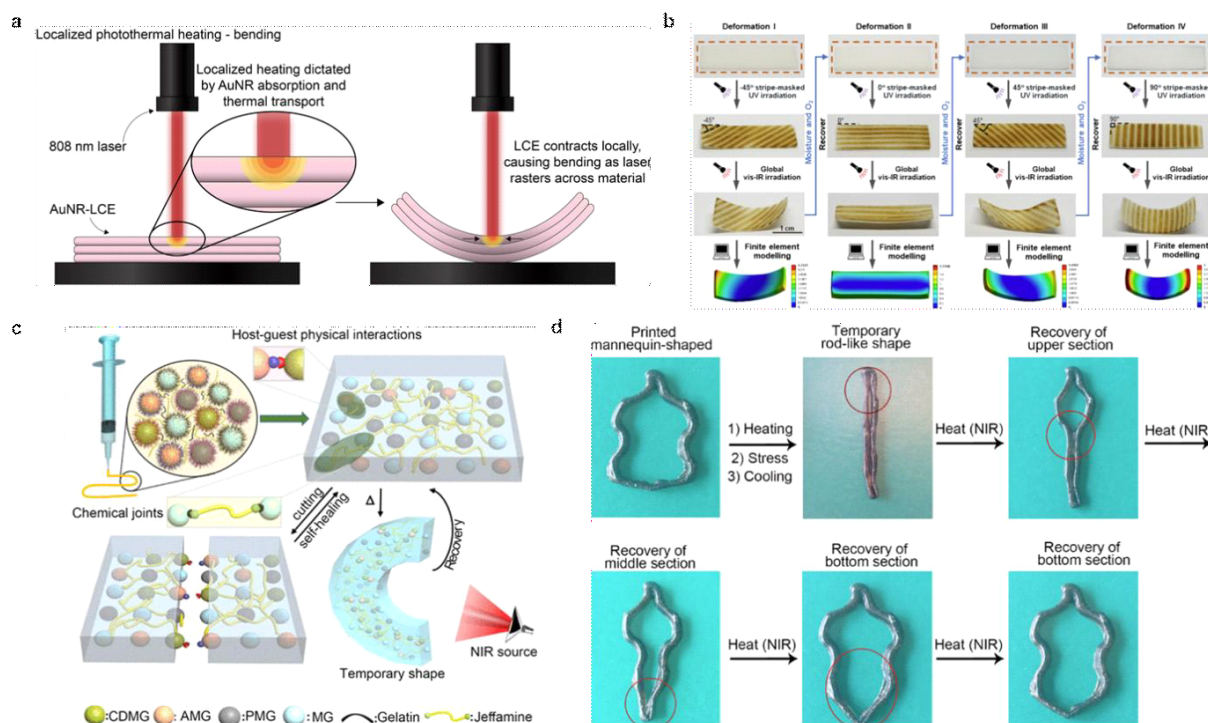 a
Localized photothermal heating - bending
Localized heating dictated
by AuNR absorption and
thermal transport
808 nm laser
AuNR-LCE
LCE contracts locally,
causing bending as laser
rasters across material
b
Deformation I
Deformation II
Deformation III
Deformation IV
-45° stripe-masked
UV irradiation
0° stripe-masked
UV irradiation
45° stripe-masked
UV irradiation
90° stripe-masked
UV irradiation
Moisture and O2
Recover
Moisture and O2
Recover
Moisture and O2
Recover
-45°
0°
45°
90°
Global
vis-IR irradiation
Global
vis-IR irradiation
Global
vis-IR irradiation
Global
vis-IR irradiation
1 cm
Finite element
modelling
Finite element
modelling
Finite element
modelling
Finite element
modelling
c
Host-guest physical interactions
Chemical joints
cutting
self-healing
Δ
Recovery
Temporary shape
NIR source
:CDMG :AMG :PMG :MG :Gelatin :Jeffamine
d
Printed
mannequin-shaped
1) Heating
2) Stress
3) Cooling
Temporary
rod-like shape
Heat (NIR)
Recovery of
upper section
Heat (NIR)
Recovery of
middle section
Heat (NIR)
Recovery of
bottom section
Heat (NIR)
Recovery of
bottom section